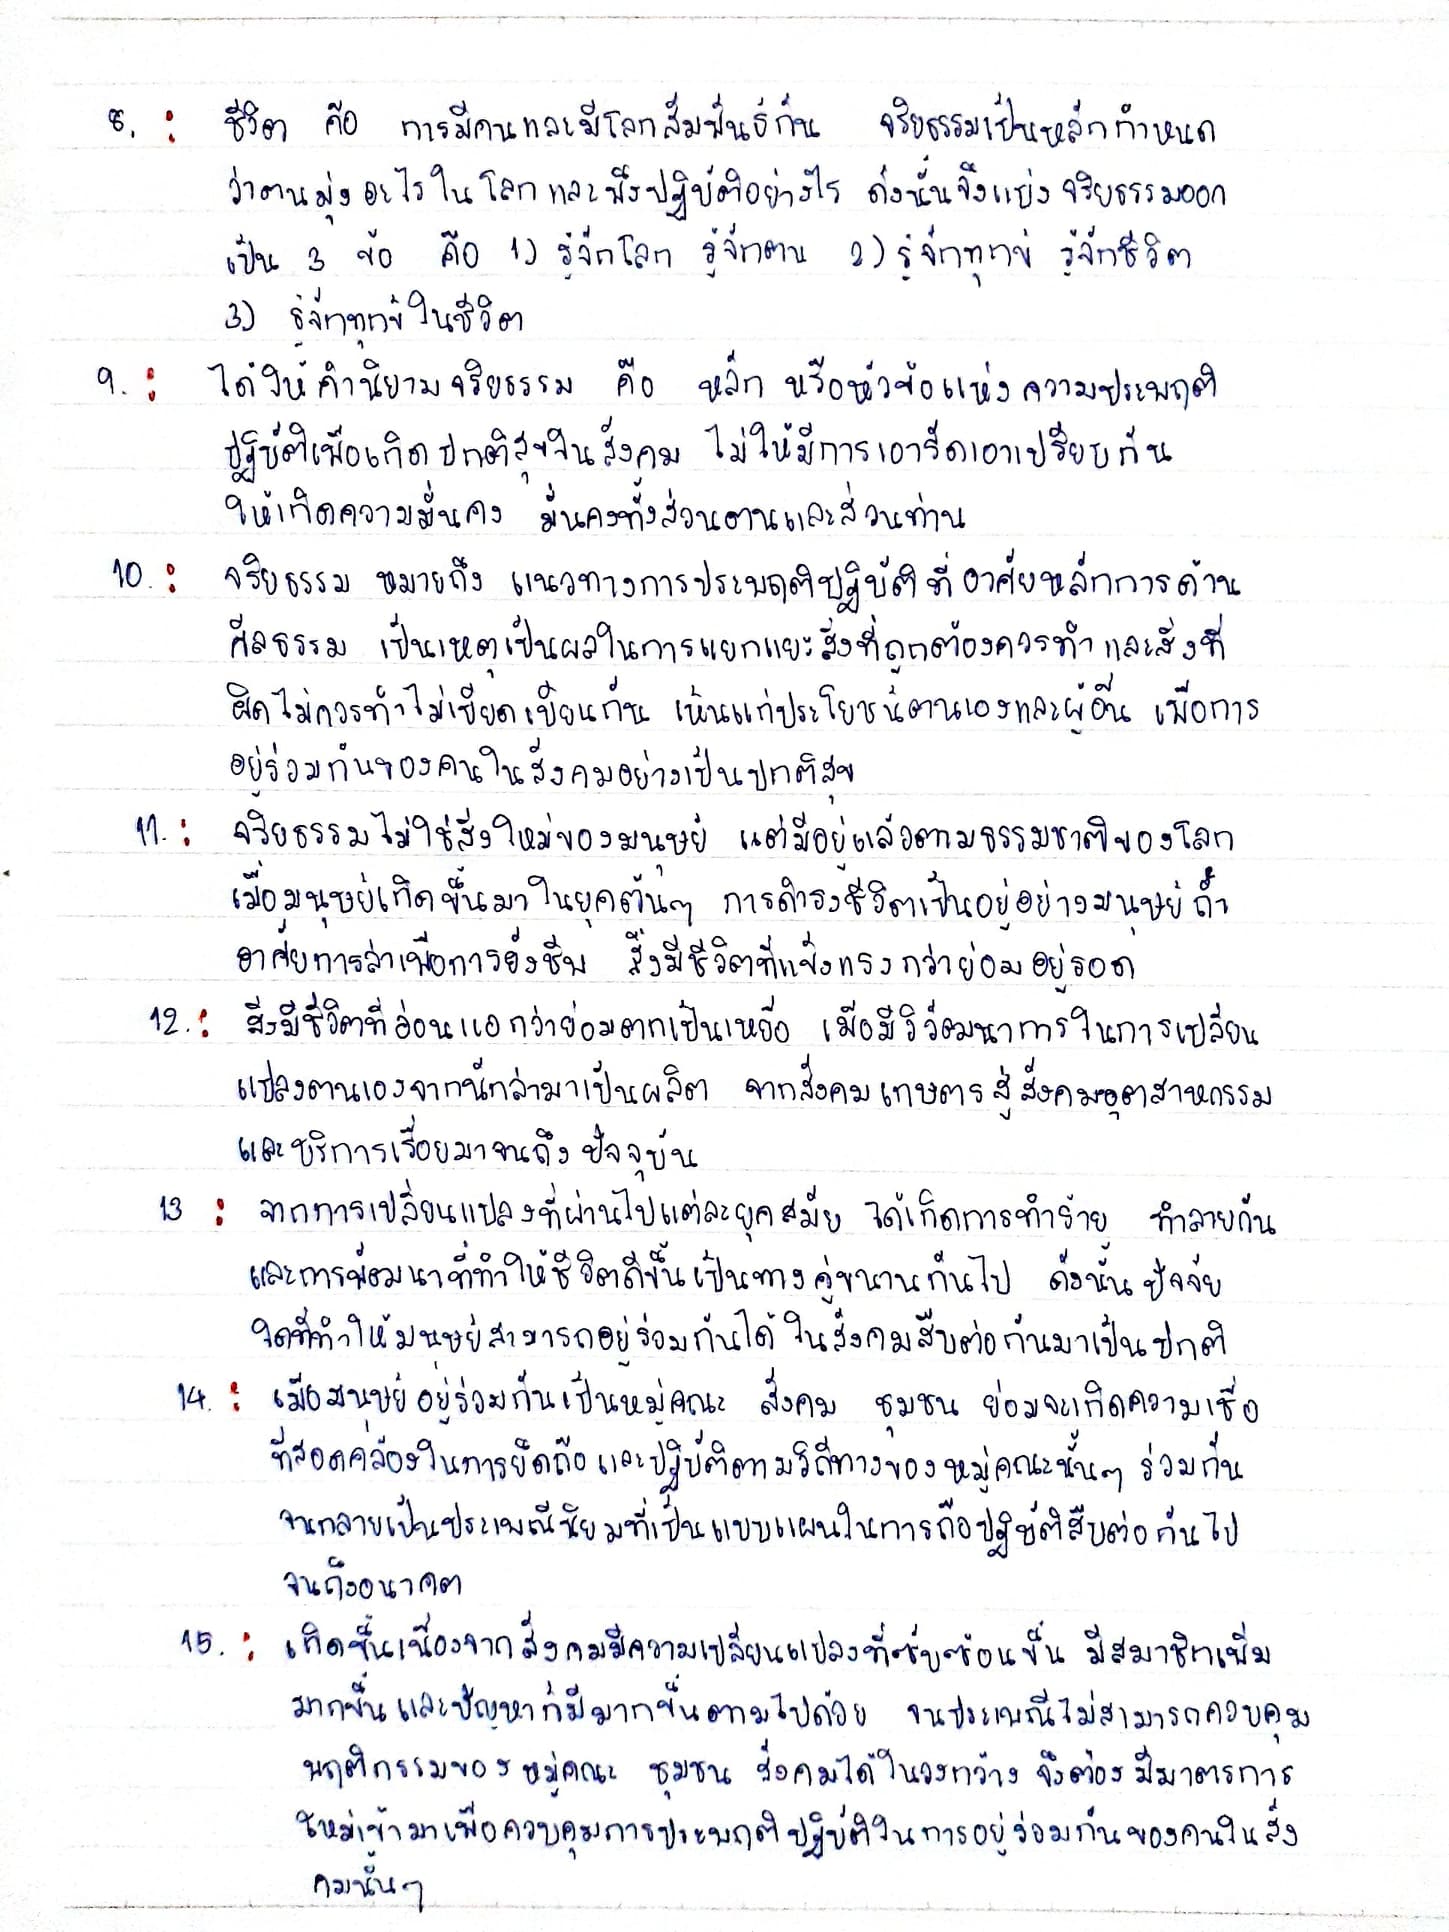 8. : ชีวิต คือ การมีตนและมีโลกสัมพันธ์กัน จริยธรรมเป็นหลักกำหนด
ว่าตนมุ่งอะไรในโลกและพึงปฏิบัติอย่างไร ดังนั้นจึงแบ่งจริยธรรมออก
เป็น 3 ข้อ คือ 1) รู้จักโลก รู้จักตน 2) รู้จักทุกข์ รู้จักชีวิต
3) รู้จักทุกข์ในชีวิต
9. : ได้ให้คำนิยามจริยธรรม คือ หลัก หรือหัวข้อแห่งความประพฤติ
ปฏิบัติเพื่อเกิดปกติสุขในสังคม ไม่ให้มีการเอารัดเอาเปรียบกัน
ให้เกิดความมั่นคง มั่นคงทั้งส่วนตนและส่วนท่าน
10. : จริยธรรม หมายถึง แนวทางการประพฤติปฏิบัติที่อาศัยหลักการด้าน
ศีลธรรม เป็นเหตุเป็นผลในการแยกแยะสิ่งที่ถูกต้องควรทำ และสิ่งที่
ผิดไม่ควรทำไม่เบียดเบียนกัน เห็นแก่ประโยชน์ตนเองและผู้อื่น เพื่อการ
อยู่ร่วมกันของคนในสังคมอย่างเป็นปกติสุข
11. : จริยธรรมไม่ใช่สิ่งใหม่ของมนุษย์ แต่มีอยู่แล้วตามธรรมชาติของโลก
เมื่อมนุษย์เกิดขึ้นมาในยุคต้นๆ การดำรงชีวิตเป็นอยู่อย่างมนุษย์ถ้ำ
อาศัยการล่าเพื่อการยังชีพ สิ่งมีชีวิตที่แข็งแรงกว่าย่อมอยู่รอด
12. : สิ่งมีชีวิตที่อ่อนแอกว่าย่อมตกเป็นเหยื่อ เมื่อมีวิวัฒนาการในการเปลี่ยน
แปลงตนเองจากนักล่ามาเป็นผลิต จากสังคมเกษตรสู่สังคมอุตสาหกรรม
และบริการเรื่อยมาจนถึงปัจจุบัน
13 : จากการเปลี่ยนแปลงที่ผ่านไปแต่ละยุคสมัย ได้เกิดการทำร้าย ทำลายกัน
และการพัฒนาที่ทำให้ชีวิตดีขึ้นเป็นทางคู่ขนานกันไป ดังนั้นปัจจัย
ใดที่ทำให้มนุษย์สามารถอยู่ร่วมกันได้ในสังคมสืบต่อกันมาเป็นปกติ
14. : เมื่อมนุษย์อยู่ร่วมกันเป็นหมู่คณะ สังคม ชุมชน ย่อมจะเกิดความเชื่อ
ที่สอดคล้องในการยึดถือและปฏิบัติตามวิถีทางของหมู่คณะนั้นๆ ร่วมกัน
จนกลายเป็นประเพณีนิยมที่เป็นแบบแผนในการถือปฏิบัติสืบต่อกันไป
จนถึงอนาคต
15. : เกิดขึ้นเนื่องจากสังคมมีความเปลี่ยนแปลงที่ซับซ้อนขึ้น มีสมาชิกเพิ่ม
มากขึ้นและปัญหาก็มีมากขึ้นตามไปด้วย จนประเพณีไม่สามารถควบคุม
พฤติกรรมของหมู่คณะ ชุมชน สังคมได้ในวงกว้าง จึงต้องมีมาตรการ
ใหม่เข้ามาเพื่อควบคุมการประพฤติปฏิบัติในการอยู่ร่วมกันของคนในสัง
คมนั้นๆ